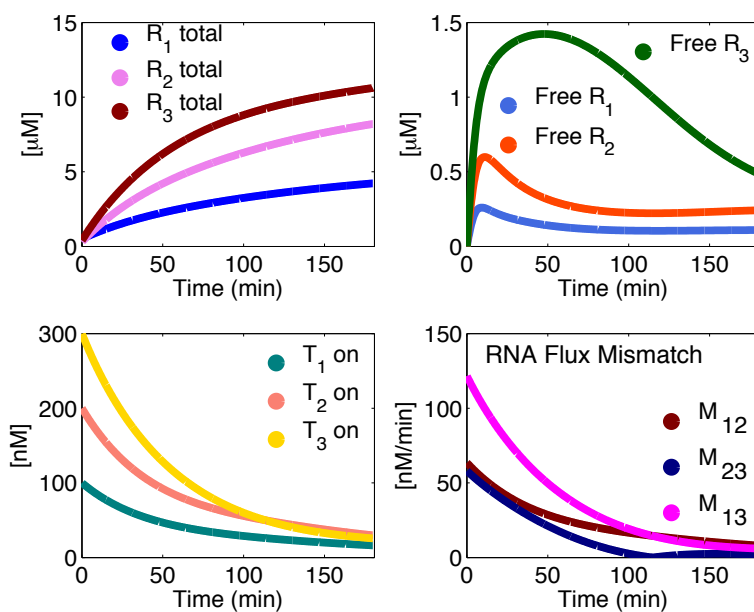 15
10
5
0
[μM]
R1 total
R2 total
R3 total
0 50 100 150
Time (min)
1.5
1
0.5
0
[μM]
Free R3
Free R1
Free R2
0 50 100 150
Time (min)
300
200
100
0
[nM]
T1 on
T2 on
T3 on
0 50 100 150
Time (min)
150
100
50
0
[nM/min]
RNA Flux Mismatch
M12
M23
M13
0 50 100 150
Time (min)